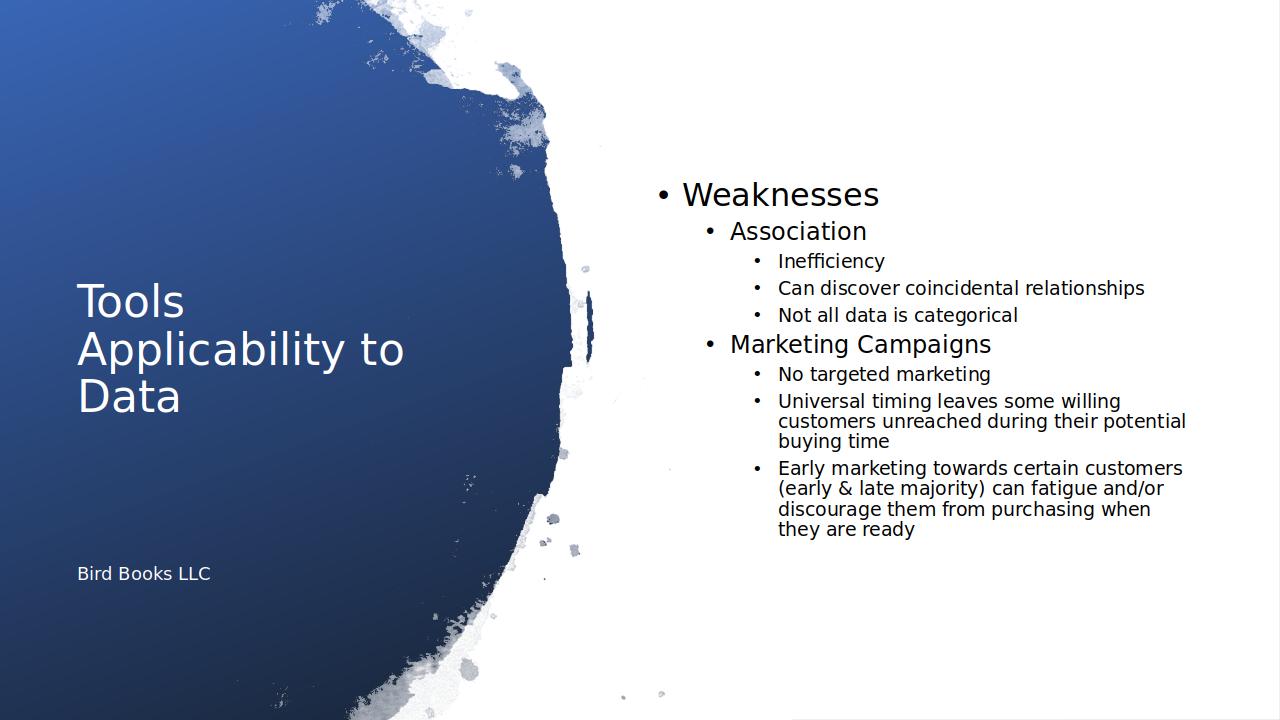 Tools
Applicability to
Data
Bird Books LLC
• Weaknesses
• Association
• Inefficiency
• Can discover coincidental relationships
• Not all data is categorical
• Marketing Campaigns
• No targeted marketing
• Universal timing leaves some willing
customers unreached during their potential
buying time
• Early marketing towards certain customers
(early & late majority) can fatigue and/or
discourage them from purchasing when
they are ready